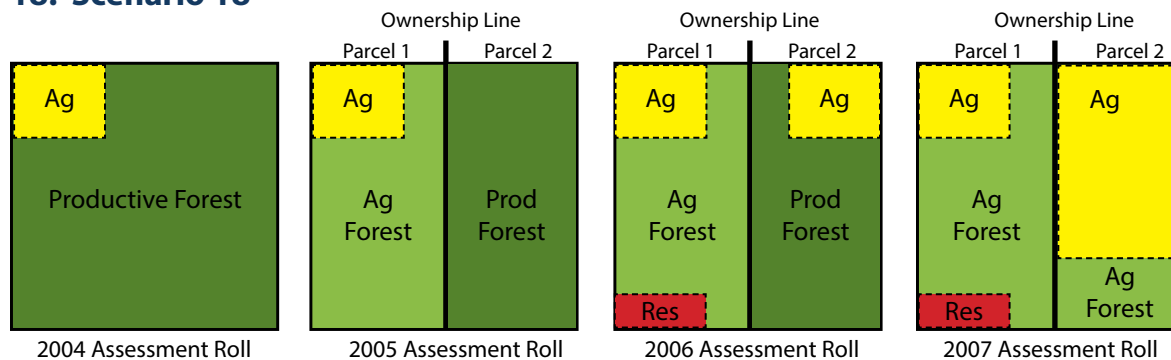 18. Scenario 18
Ag
Productive Forest
2004 Assessment Roll
Ownership Line
Parcel 1 Parcel 2
Ag
Ag
Forest
Prod
Forest
2005 Assessment Roll
Ownership Line
Parcel 1 Parcel 2
Ag
Ag
Ag
Forest
Prod
Forest
Res
2006 Assessment Roll
Ownership Line
Parcel 1 Parcel 2
Ag
Ag
Ag
Forest
Ag
Forest
Res
2007 Assessment Roll